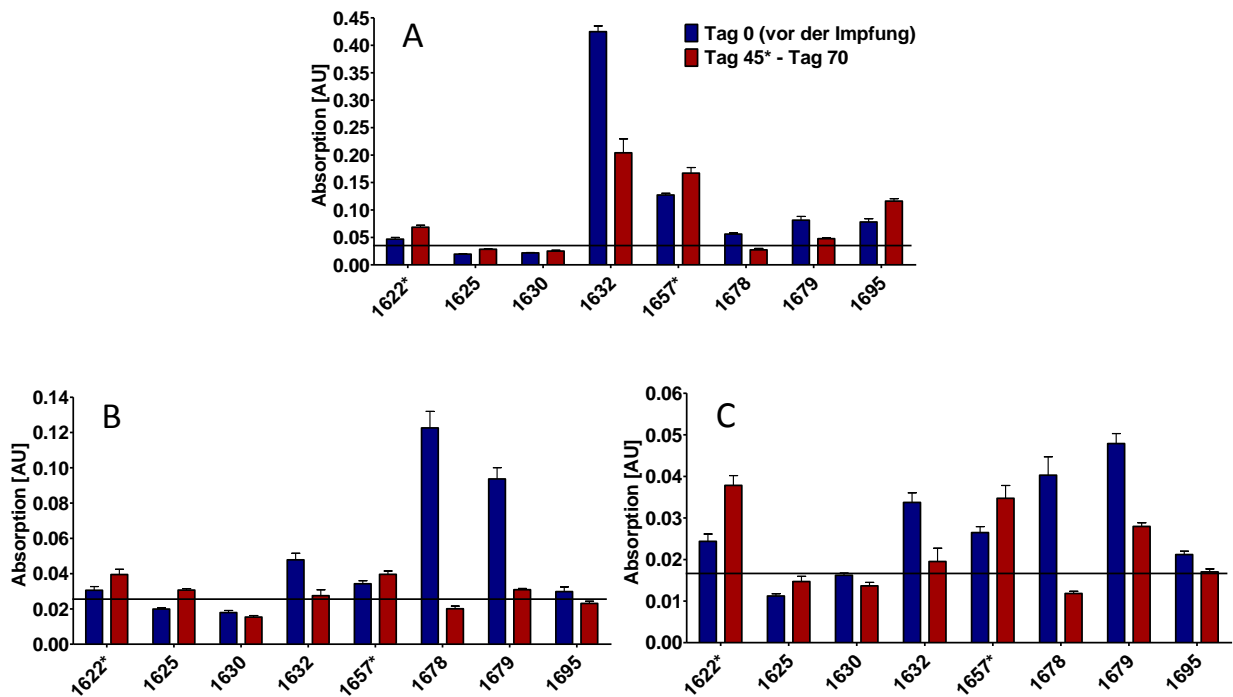 A
Tag 0 (vor der Impfung)
Tag 45* - Tag 70
Absorption [AU]
0.45
0.40
0.35
0.30
0.25
0.20
0.15
0.10
0.05
0.00
1622* 1625 1630 1632 1657* 1678 1679 1695
B
Absorption [AU]
0.14
0.12
0.10
0.08
0.06
0.04
0.02
0.00
1622* 1625 1630 1632 1657* 1678 1679 1695
C
Absorption [AU]
0.06
0.05
0.04
0.03
0.02
0.01
0.00
1622* 1625 1630 1632 1657* 1678 1679 1695